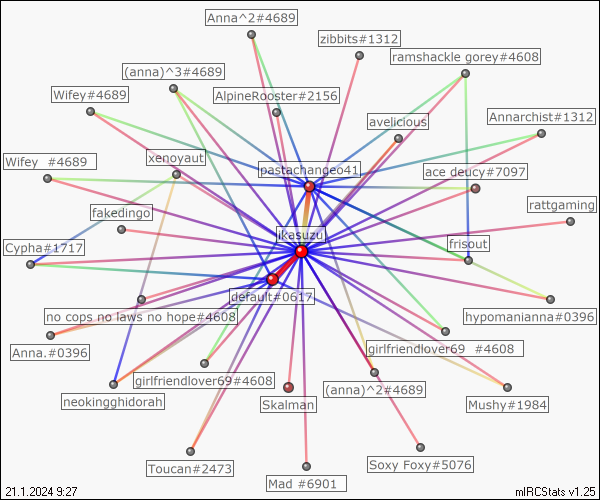 Anna^2#4689
zibbits#1312
ramshackle gorey#4608
(anna)^3#4689
Wifey#4689
AlpineRooster#2156
avelicious
Annarchist#1312
Wifey  #4689
xenoyaut
pastachange041
ace deucy#7097
fakedingo
rattgaming
ikasuzu
Cypha#1717
frisout
default#0617
no cops no laws no hope#4608
hypomanianna#0396
Anna.#0396
girlfriendlover69  #4608
girlfriendlover69#4608
(anna)^2#4689
neokingghidorah
Skalman
Mushy#1984
Toucan#2473
Soxy Foxy#5076
Mad #6901
21.1.2024 9:27
mIRCStats v1.25